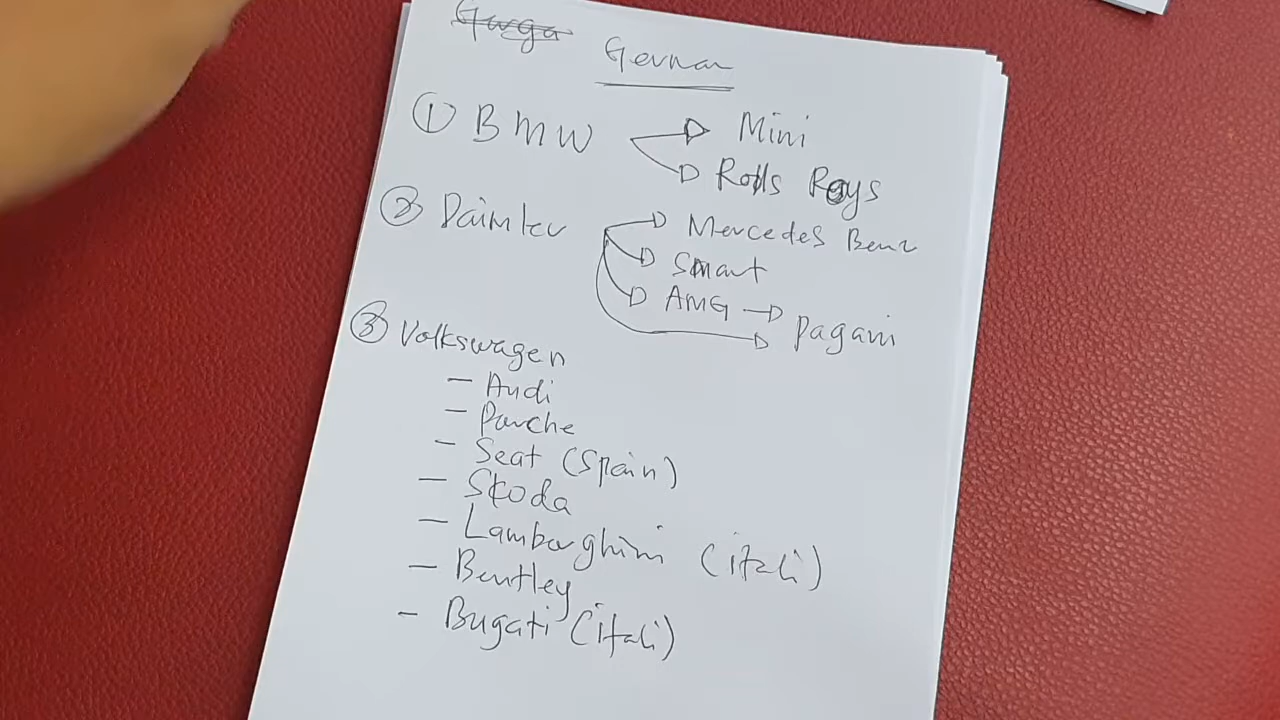 German
① BMW → Mini
→ Rolls Roys
② Daimler → Mercedes Benz
→ Smart
→ AMG → Pagani
③ Volkswagen
- Audi
- Porche
- Seat (Spain)
- Skoda
- Lamborghini (itali)
- Bentley
- Bugati (itali)